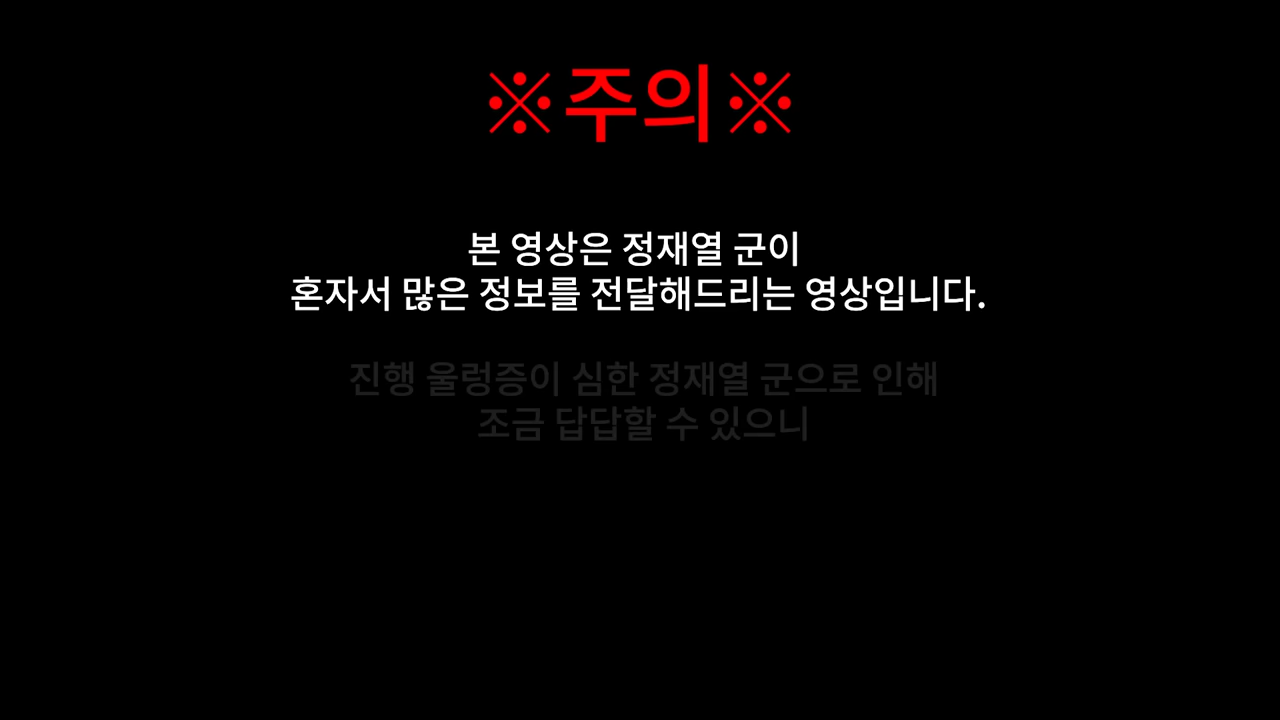 ※주의※
본 영상은 정재열 군이
혼자서 많은 정보를 전달해드리는 영상입니다.
진행 울렁증이 심한 정재열 군으로 인해
조금 답답할 수 있으니